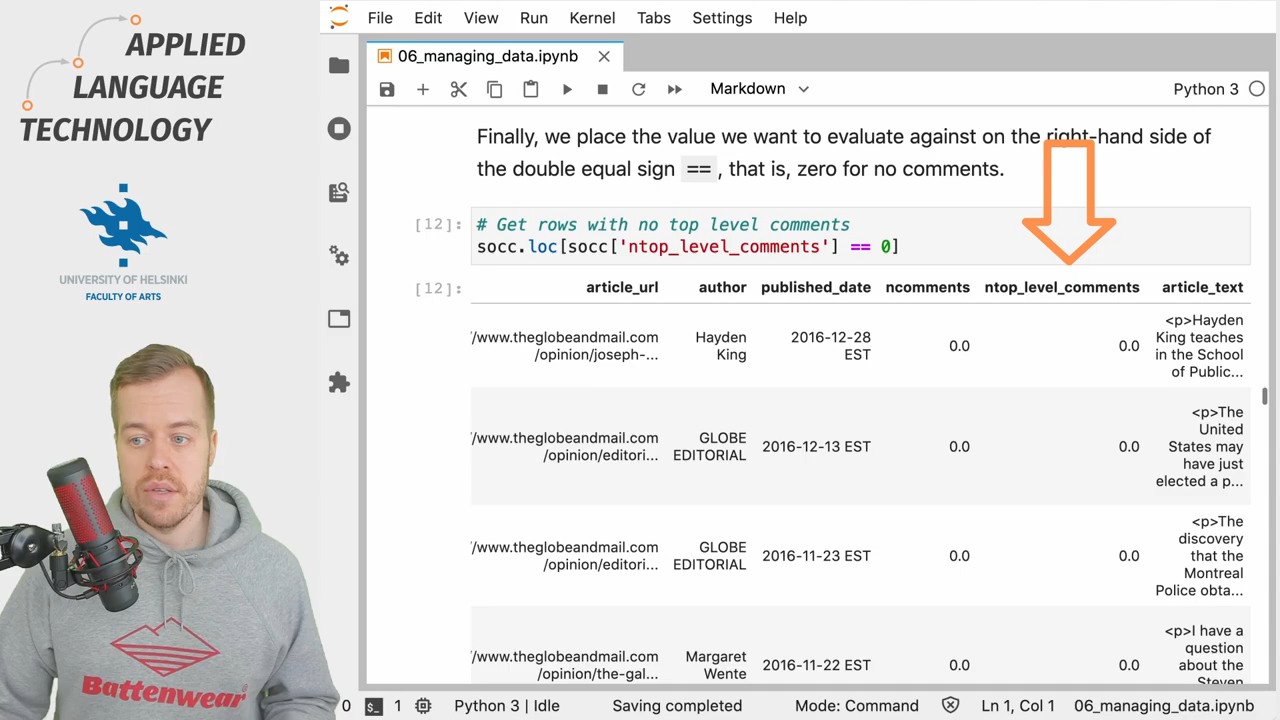 APPLIED
LANGUAGE
TECHNOLOGY
UNIVERSITY OF HELSINKI
FACULTY OF ARTS
Battenwear
File Edit View Run Kernel Tabs Settings Help
06_managing_data.ipynb
Markdown
Python 3
Finally, we place the value we want to evaluate against on the right-hand side of
the double equal sign ==, that is, zero for no comments.
[12]: # Get rows with no top level comments
socc.loc[socc['ntop_level_comments'] == 0]
[12]: article_url author published_date ncomments ntop_level_comments article_text
'/www.theglobeandmail.com Hayden 2016-12-28 0.0 0.0 <p>Hayden
/opinion/joseph-... King EST King teaches
in the School
of Public...
'/www.theglobeandmail.com GLOBE 2016-12-13 EST 0.0 0.0 <p>The
/opinion/editori... EDITORIAL United
States may
have just
elected a p...
'/www.theglobeandmail.com GLOBE 2016-11-23 EST 0.0 0.0 <p>The
/opinion/editori... EDITORIAL discovery
that the
Montreal
Police obta...
'/www.theglobeandmail.com Margaret 2016-11-22 EST 0.0 0.0 <p>I have a
/opinion/the-gal... Wente question
about the
Steven
0 $_ 1 Python 3 | Idle Saving completed Mode: Command Ln 1, Col 1 06_managing_data.ipynb